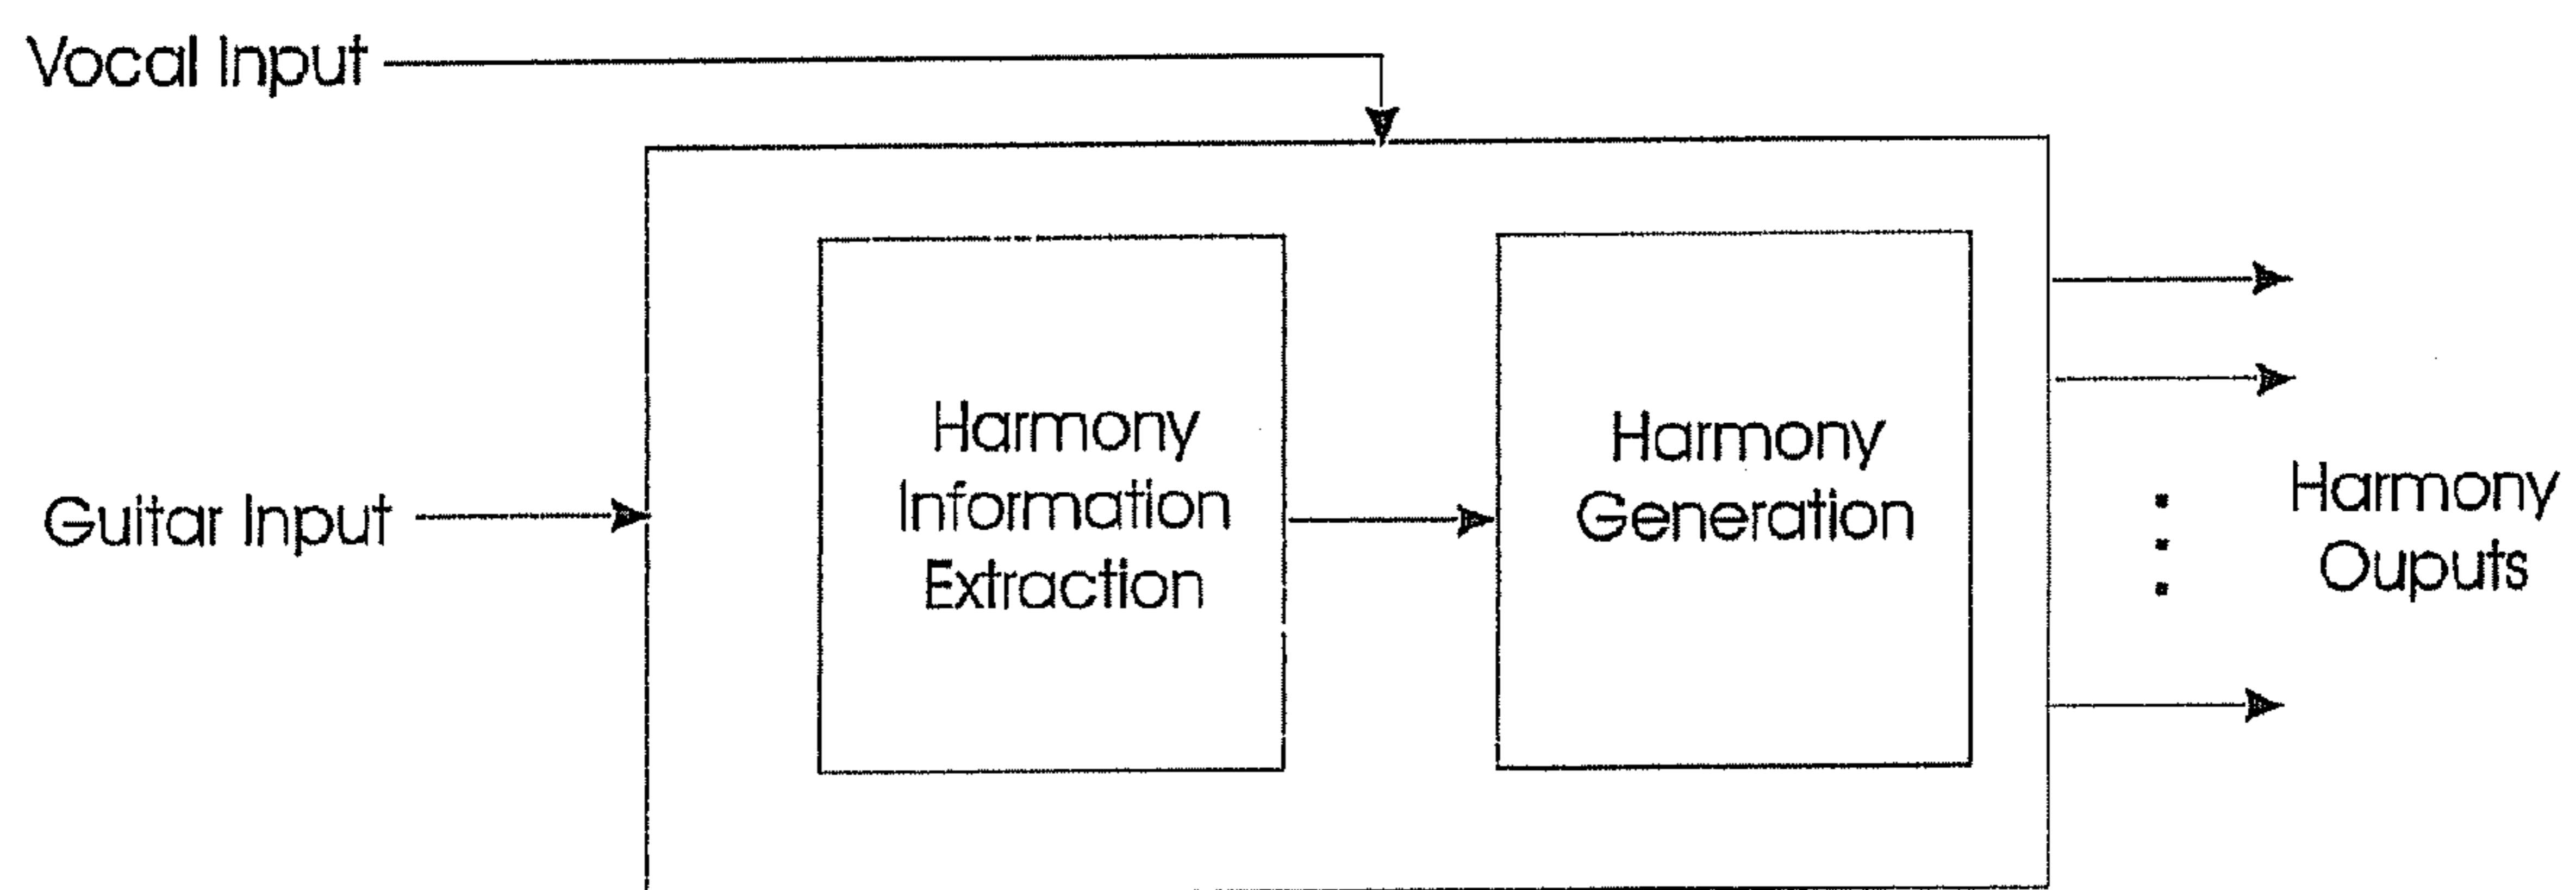 Vocal Input
Guitar Input
Harmony
Information
Extraction
Harmony
Generation
Harmony
Ouputs